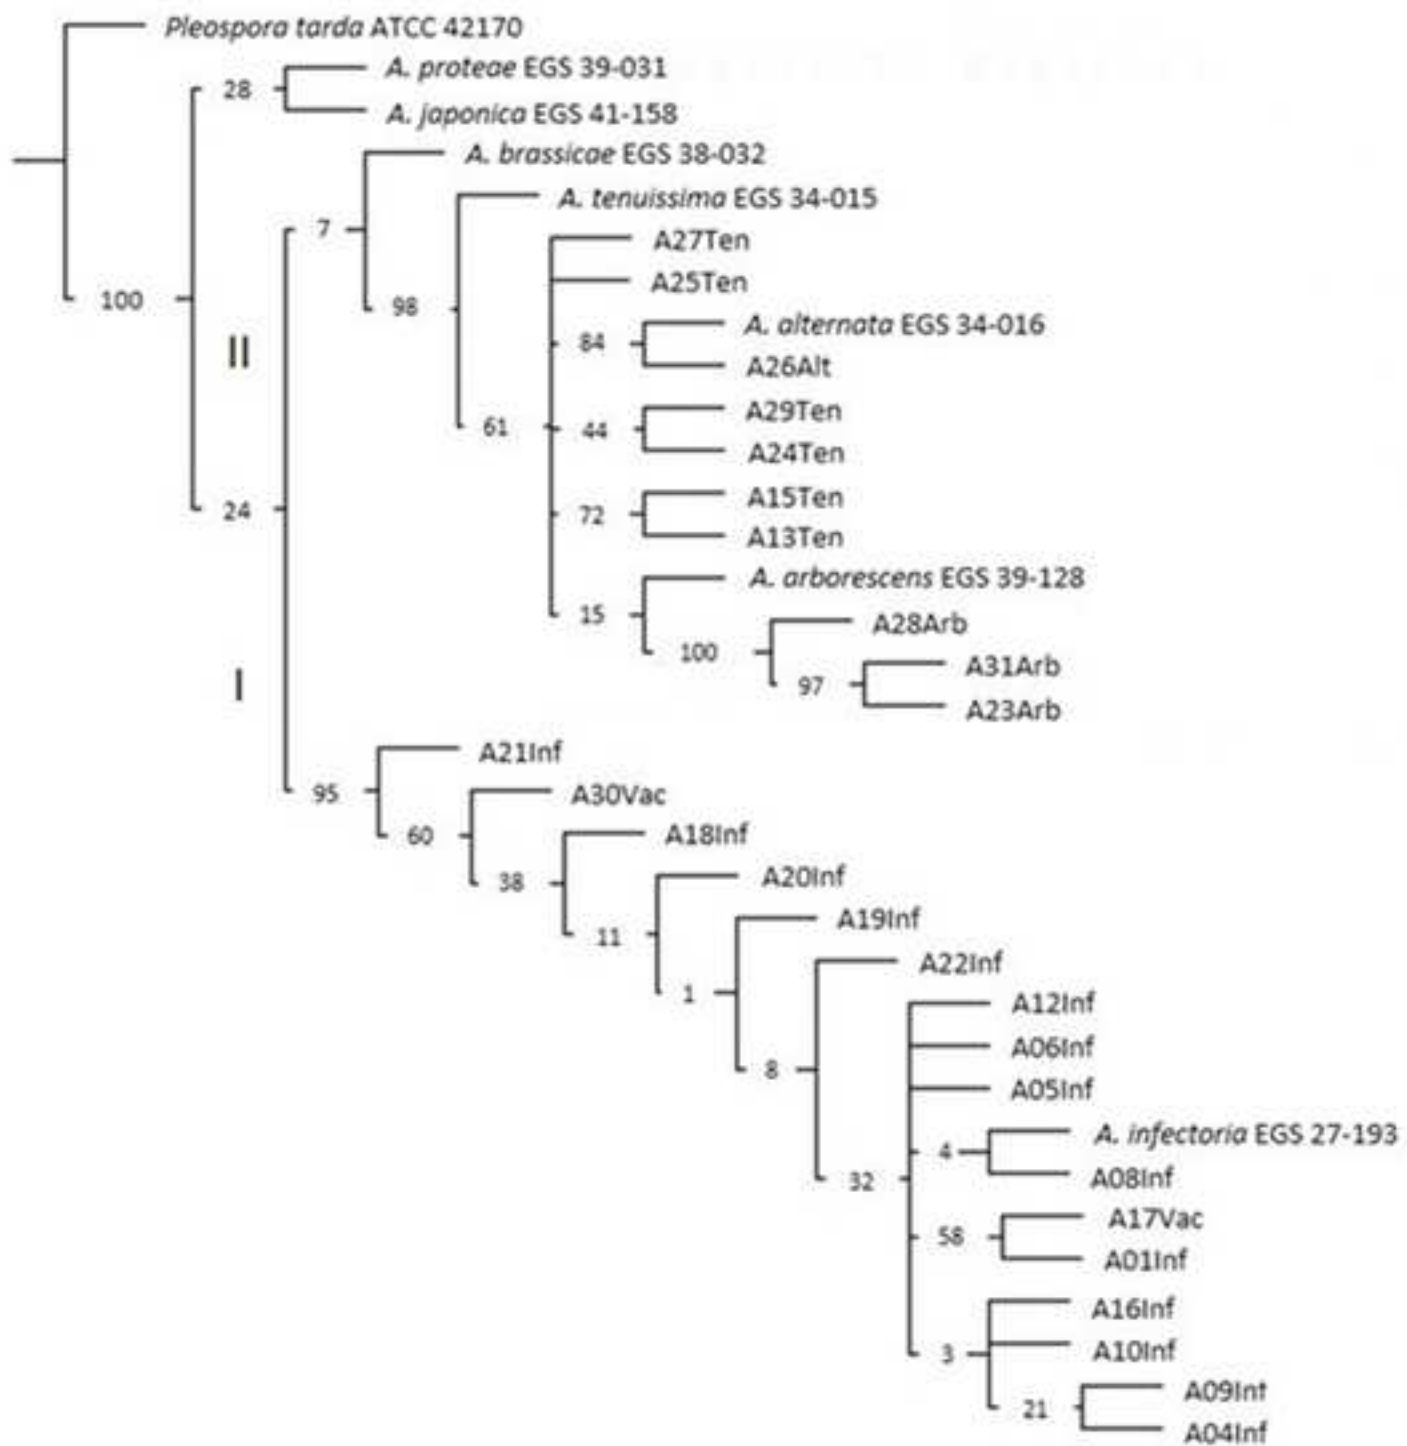 Pleospora tarda ATCC 42170
A. proteae EGS 39-031
28
A. japonica EGS 41-158
A. brassicae EGS 38-032
A. tenuissima EGS 34-015
7
A27Ten
A25Ten
100
98
A. alternata EGS 34-016
84
II
A26Alt
A29Ten
61
44
A24Ten
A15Ten
24
72
A13Ten
A. arborescens EGS 39-128
15
A28Arb
100
A31Arb
I
97
A23Arb
A21Inf
95
A30Vac
60
A18Inf
38
A20Inf
A19Inf
11
A22Inf
1
A12Inf
A06Inf
8
A05Inf
A. infectoria EGS 27-193
4
A08Inf
32
A17Vac
58
A01Inf
A16Inf
A10Inf
3
A09Inf
21
A04Inf